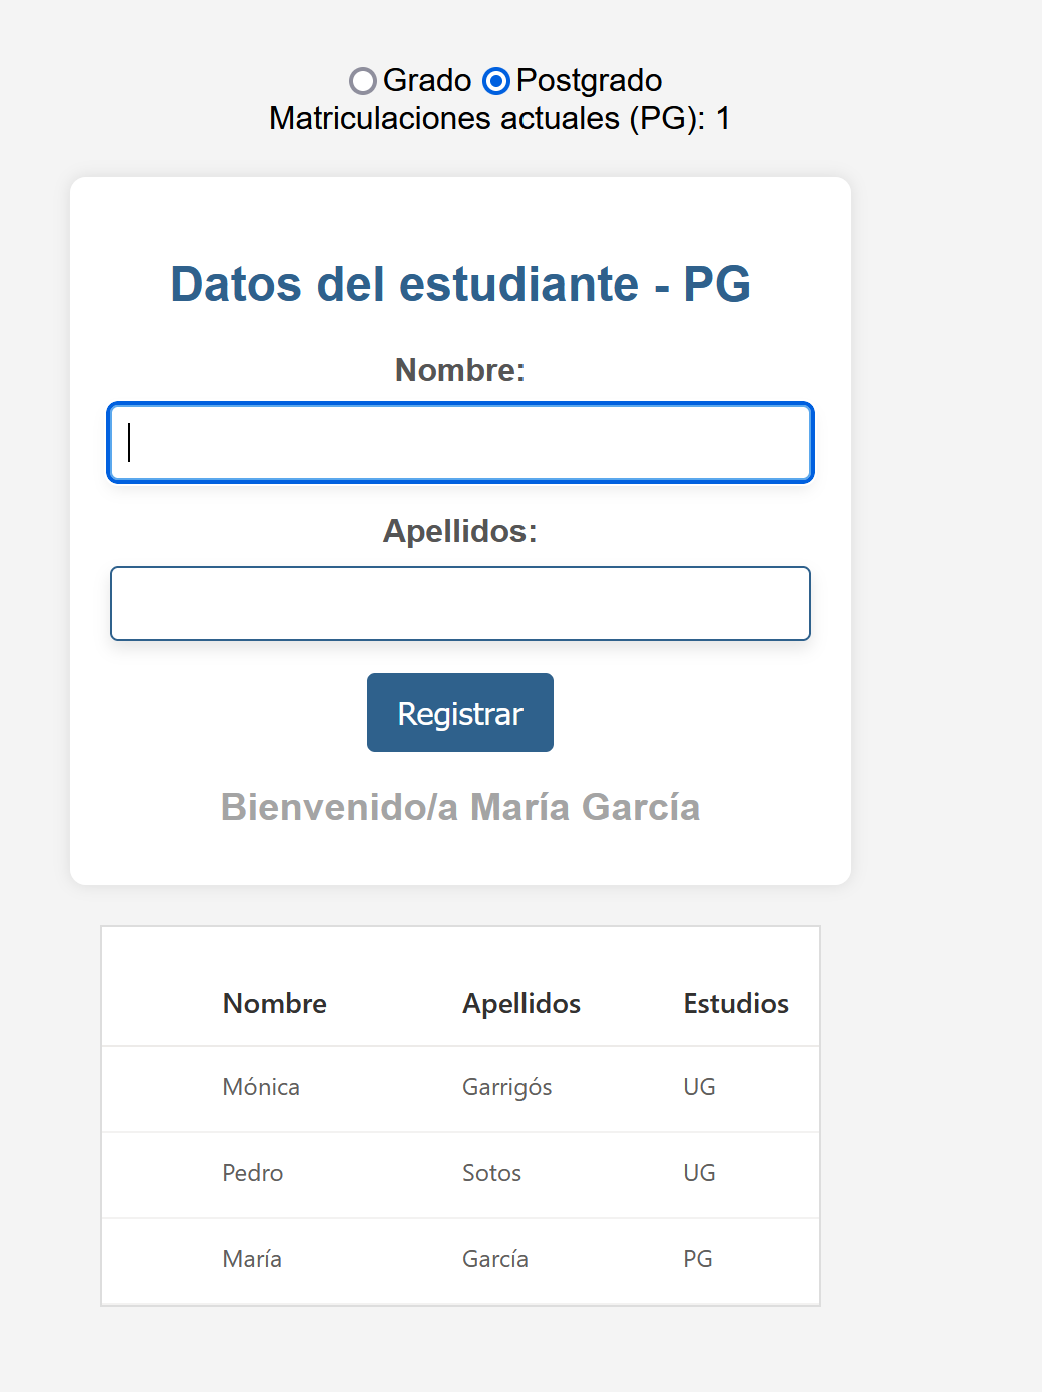 Grado Postgrado
Matriculaciones actuales (PG): 1
Datos del estudiante - PG
Nombre:
Apellidos:
Registrar
Bienvenido/a María García
Nombre Apellidos Estudios
Mónica Garrigós UG
Pedro Sotos UG
María García PG